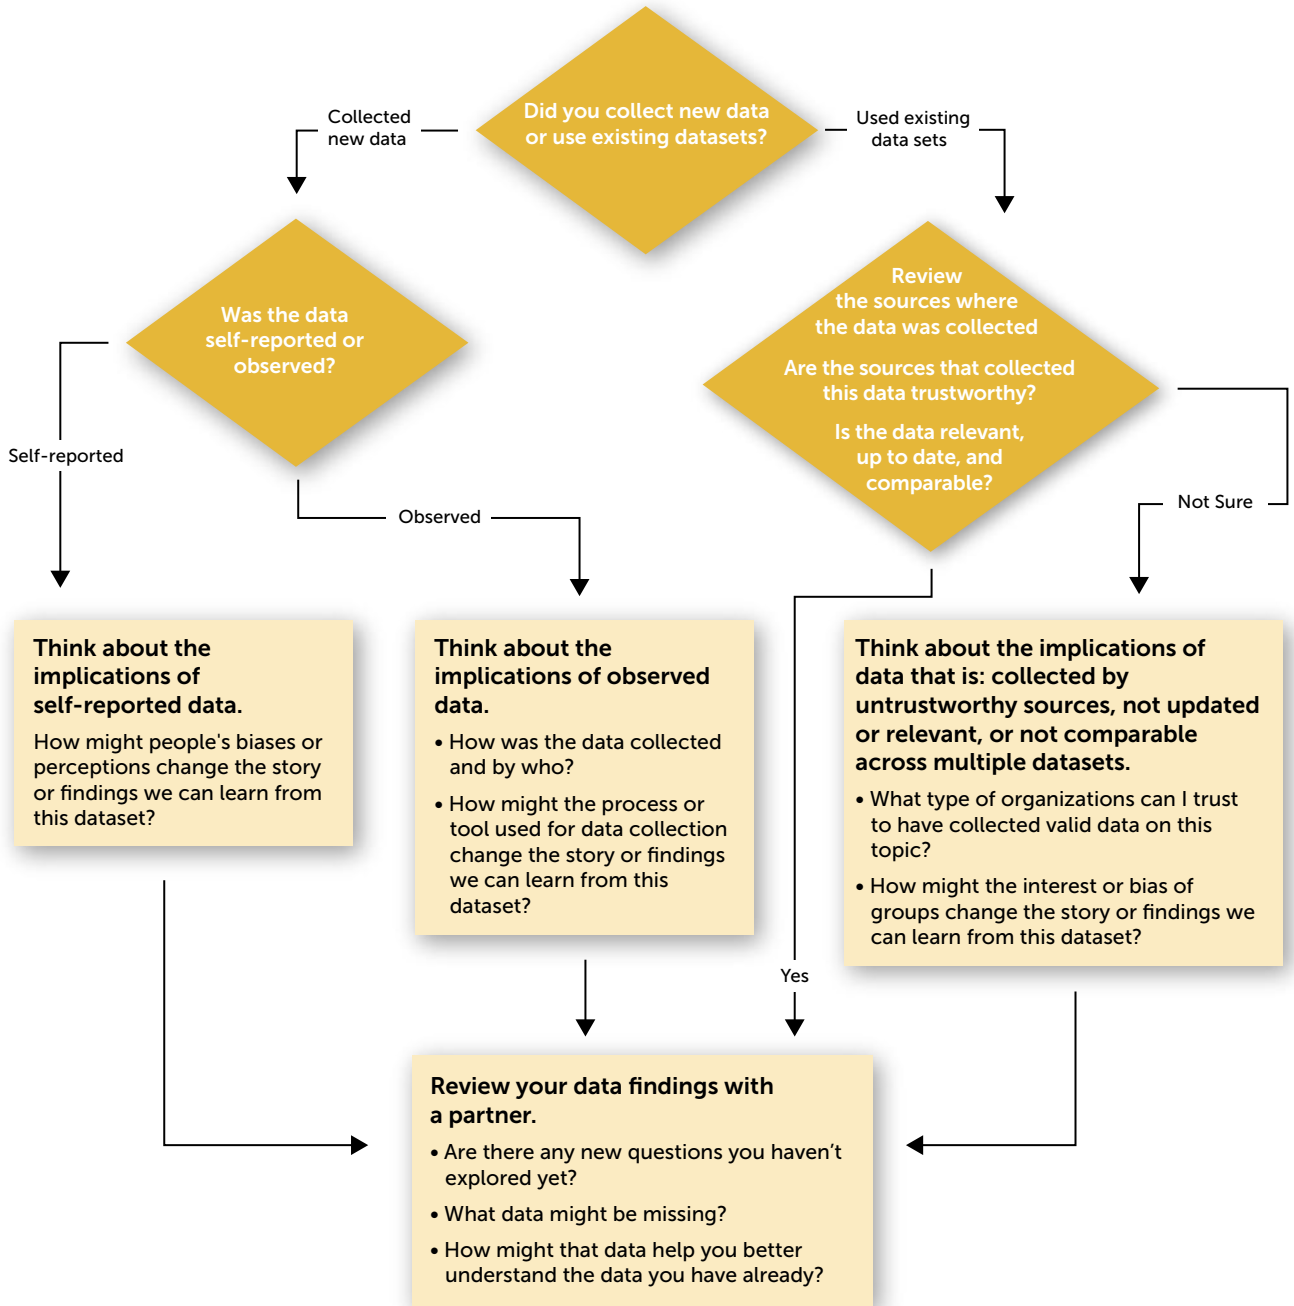 Did you collect new data
or use existing datasets?
Collected
new data
Used existing
data sets
Was the data
self-reported or
observed?
Review
the sources where
the data was collected
Are the sources that collected
this data trustworthy?
Is the data relevant,
up to date, and
comparable?
Self-reported
Observed
Not Sure
Think about the
implications of
self-reported data.
How might people's biases or
perceptions change the story
or findings we can learn from
this dataset?
Think about the
implications of observed
data.
• How was the data collected
and by who?
• How might the process or
tool used for data collection
change the story or findings
we can learn from this
dataset?
Think about the implications of
data that is: collected by
untrustworthy sources, not updated
or relevant, or not comparable
across multiple datasets.
• What type of organizations can I trust
to have collected valid data on this
topic?
• How might the interest or bias of
groups change the story or findings we
can learn from this dataset?
Yes
Review your data findings with
a partner.
• Are there any new questions you haven’t
explored yet?
• What data might be missing?
• How might that data help you better
understand the data you have already?